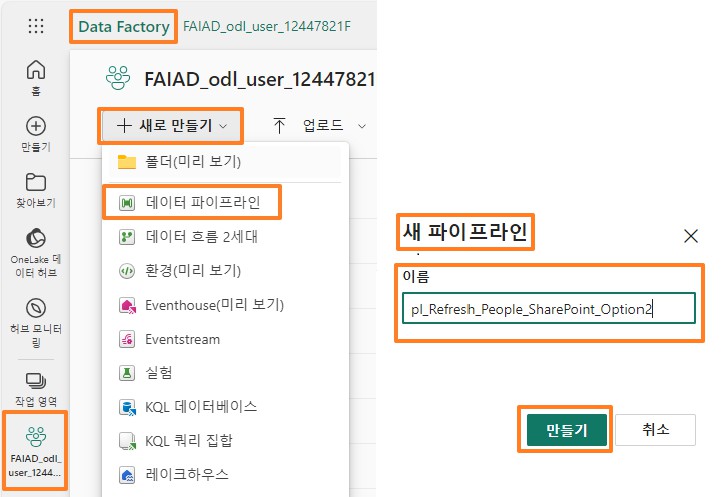 Data Factory
FAIAD_odl_user_12447821F
홈
만들기
찾아보기
OneLake 데
이터 허브
허브 모니터
링
작업 영역
FAIAD_odl_
user_1244...
FAIAD_odl_user_12447821
+ 새로 만들기
업로드
폴더(미리 보기)
데이터 파이프라인
데이터 흐름 2세대
환경(미리 보기)
Eventhouse(미리 보기)
Eventstream
실험
KQL 데이터베이스
KQL 쿼리 집합
레이크하우스
새 파이프라인
이름
pl_Refresh_People_SharePoint_Option2
만들기
취소